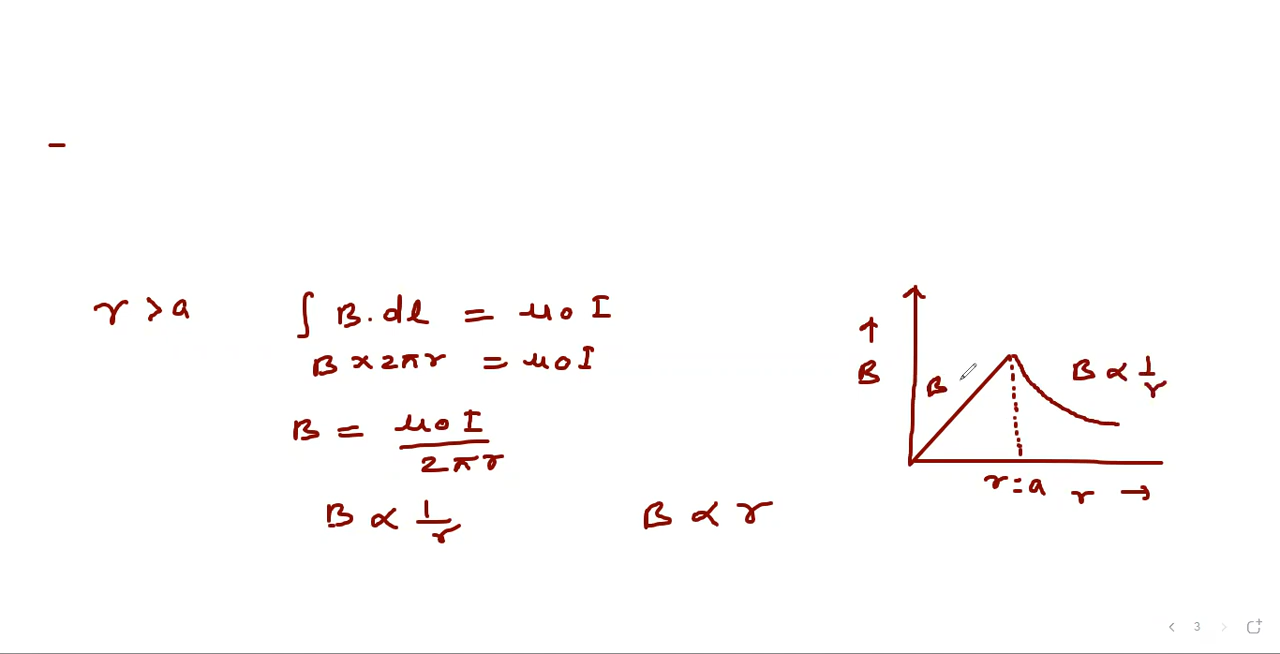 -
r > a ∫ B. dl = μ0 I
B × 2πr = μ0 I
B = μ0 I / 2πr
B ∝ 1/r B ∝ r
↑
B
B
B ∝ 1/r
r = a r →
3